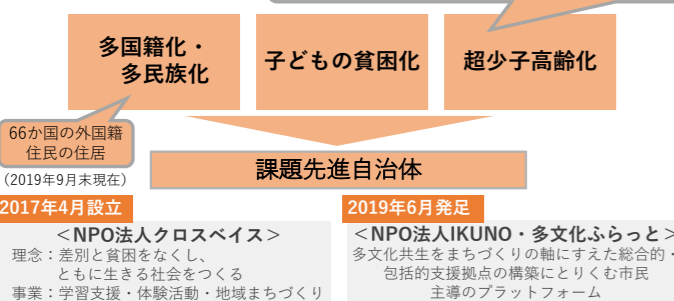 多国籍化・
多民族化
子どもの貧困化
超少子高齢化
66か国の外国籍
住民の住居
(2019年9月末現在)
課題先進自治体
2017年4月設立
＜NPO法人クロスベイス＞
理念：差別と貧困をなくし、
ともに生きる社会をつくる
事業：学習支援・体験活動・地域まちづくり
2019年6月発足
＜NPO法人IKUNO・多文化ふらっと＞
多文化共生をまちづくりの軸にすえた総合的・
包括的支援拠点の構築にとりくむ市民
主導のプラットフォーム